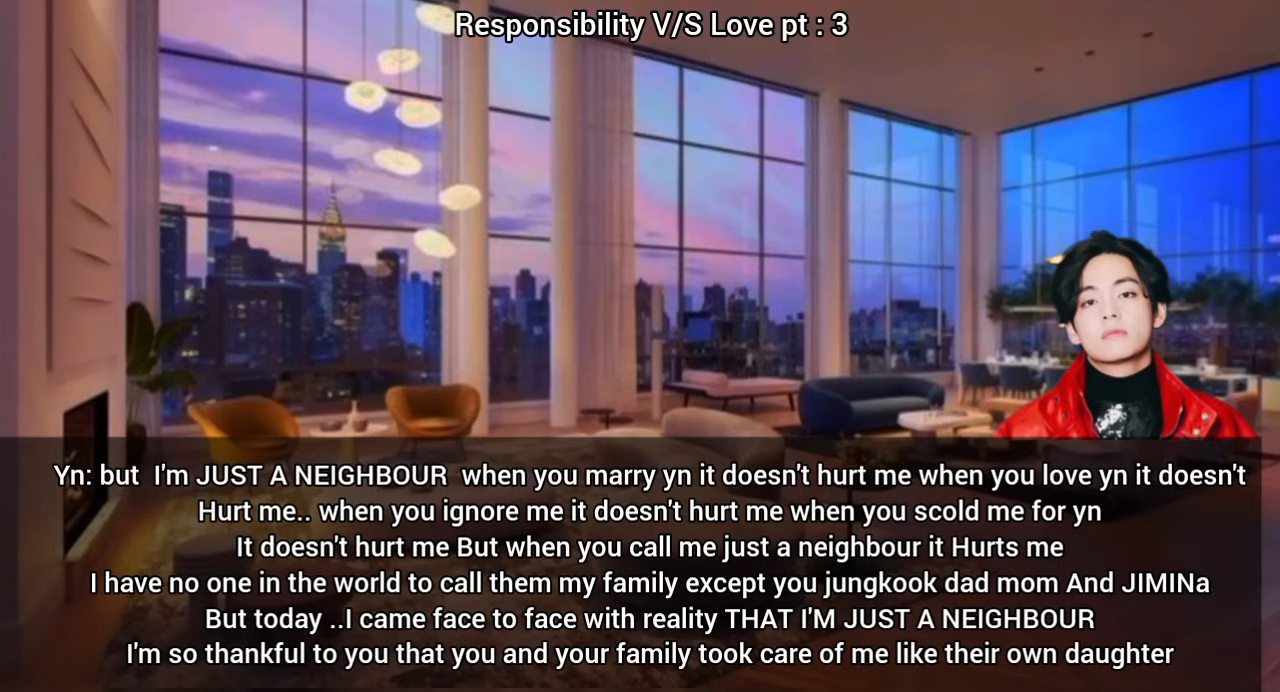 Responsibility V/S Love pt : 3
Yn: but I'm JUST A NEIGHBOUR when you marry yn it doesn't hurt me when you love yn it doesn't
Hurt me.. when you ignore me it doesn't hurt me when you scold me for yn
It doesn't hurt me But when you call me just a neighbour it Hurts me
I have no one in the world to call them my family except you jungkook dad mom And JIMINa
But today ..I came face to face with reality THAT I'M JUST A NEIGHBOUR
I'm so thankful to you that you and your family took care of me like their own daughter